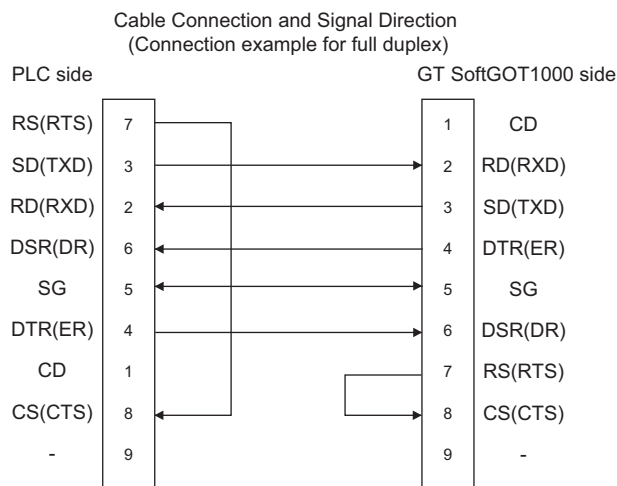 Cable Connection and Signal Direction
(Connection example for full duplex)
PLC side GT SoftGOT1000 side
RS(RTS) 7 1 CD
SD(TXD) 3 2 RD(RXD)
RD(RXD) 2 3 SD(TXD)
DSR(DR) 6 4 DTR(ER)
SG 5 5 SG
DTR(ER) 4 6 DSR(DR)
CD 1 7 RS(RTS)
CS(CTS) 8 8 CS(CTS)
- 9 9 -